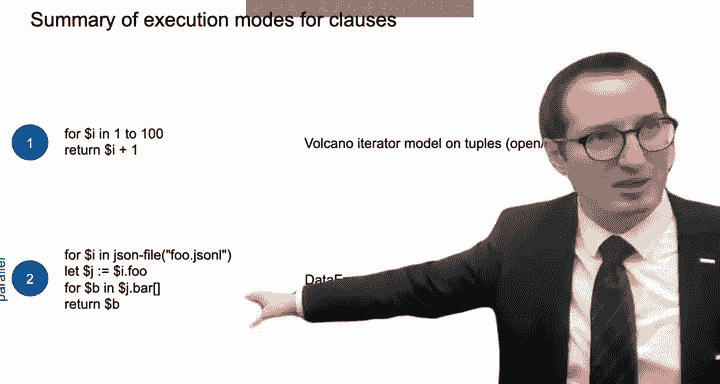 Summary of execution modes for clauses
1
for $i in 1 to 100
return $i + 1
Volcano iterator model on tuples (open/
parallel
2
for $i in json-file("foo.jsonl")
let $j := $i.foo
for $b in $j.bar[]
return $b